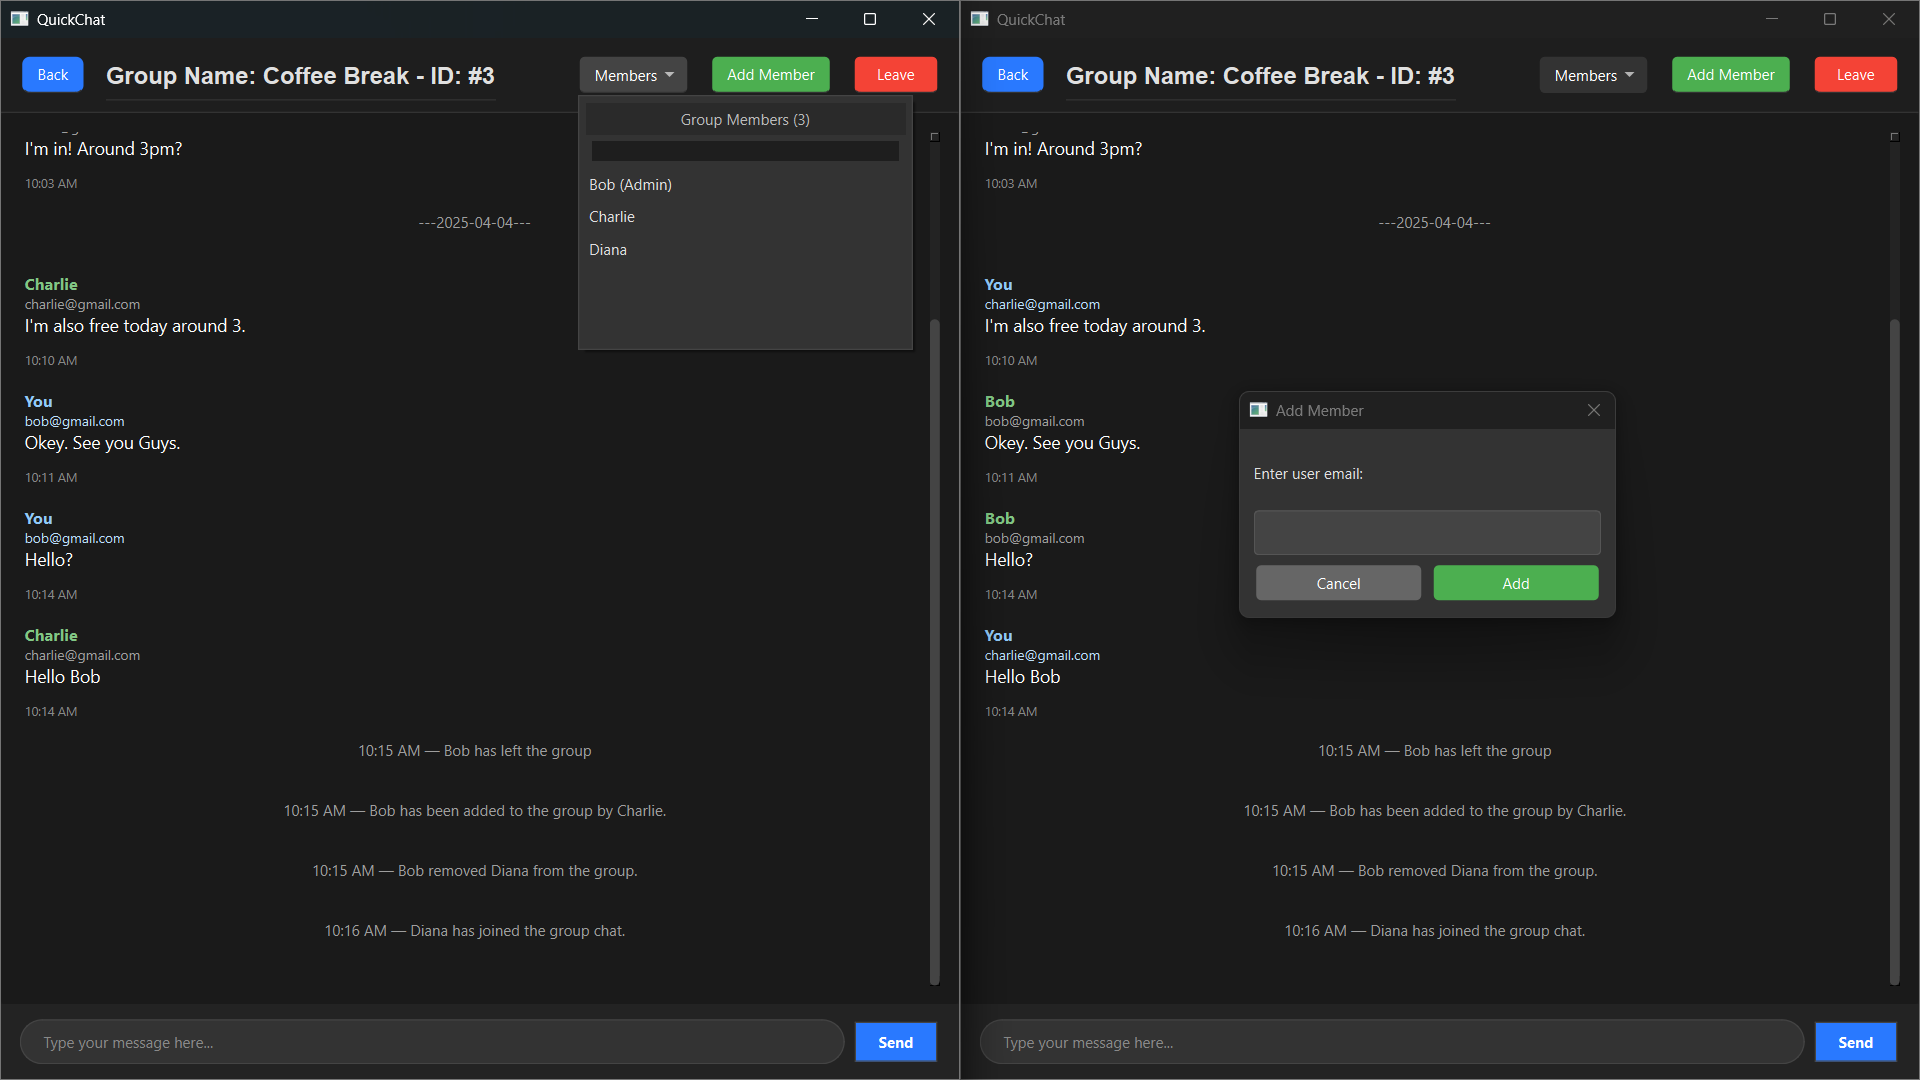 QuickChat
Back
Group Name: Coffee Break - ID: #3
Members
Add Member
Leave
Group Members (3)
Bob (Admin)
Charlie
Diana
I'm in! Around 3pm?
10:03 AM
---2025-04-04---
Charlie
charlie@gmail.com
I'm also free today around 3.
10:10 AM
You
bob@gmail.com
Okey. See you Guys.
10:11 AM
You
bob@gmail.com
Hello?
10:14 AM
Charlie
charlie@gmail.com
Hello Bob
10:14 AM
10:15 AM — Bob has left the group
10:15 AM — Bob has been added to the group by Charlie.
10:15 AM — Bob removed Diana from the group.
10:16 AM — Diana has joined the group chat.
Type your message here...
Send
QuickChat
Back
Group Name: Coffee Break - ID: #3
Members
Add Member
Leave
I'm in! Around 3pm?
10:03 AM
---2025-04-04---
You
charlie@gmail.com
I'm also free today around 3.
10:10 AM
Bob
bob@gmail.com
Okey. See you Guys.
10:11 AM
Bob
bob@gmail.com
Hello?
10:14 AM
You
charlie@gmail.com
Hello Bob
10:14 AM
Add Member
Enter user email:
Cancel
Add
10:15 AM — Bob has left the group
10:15 AM — Bob has been added to the group by Charlie.
10:15 AM — Bob removed Diana from the group.
10:16 AM — Diana has joined the group chat.
Type your message here...
Send